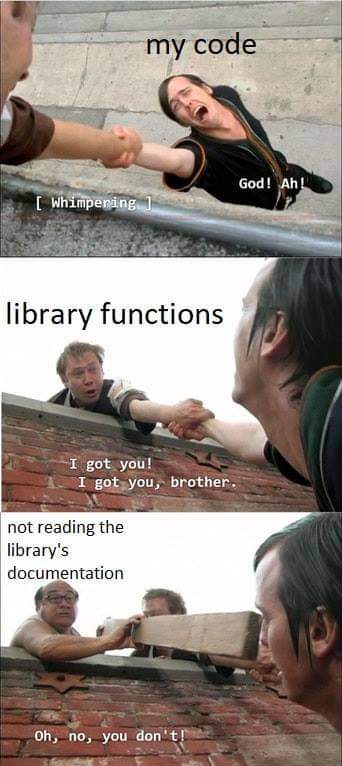 my code
God! Ah!
[ Whimpering ]
library functions
I got you!
I got you, brother.
not reading the
library's
documentation
Oh, no, you don't!